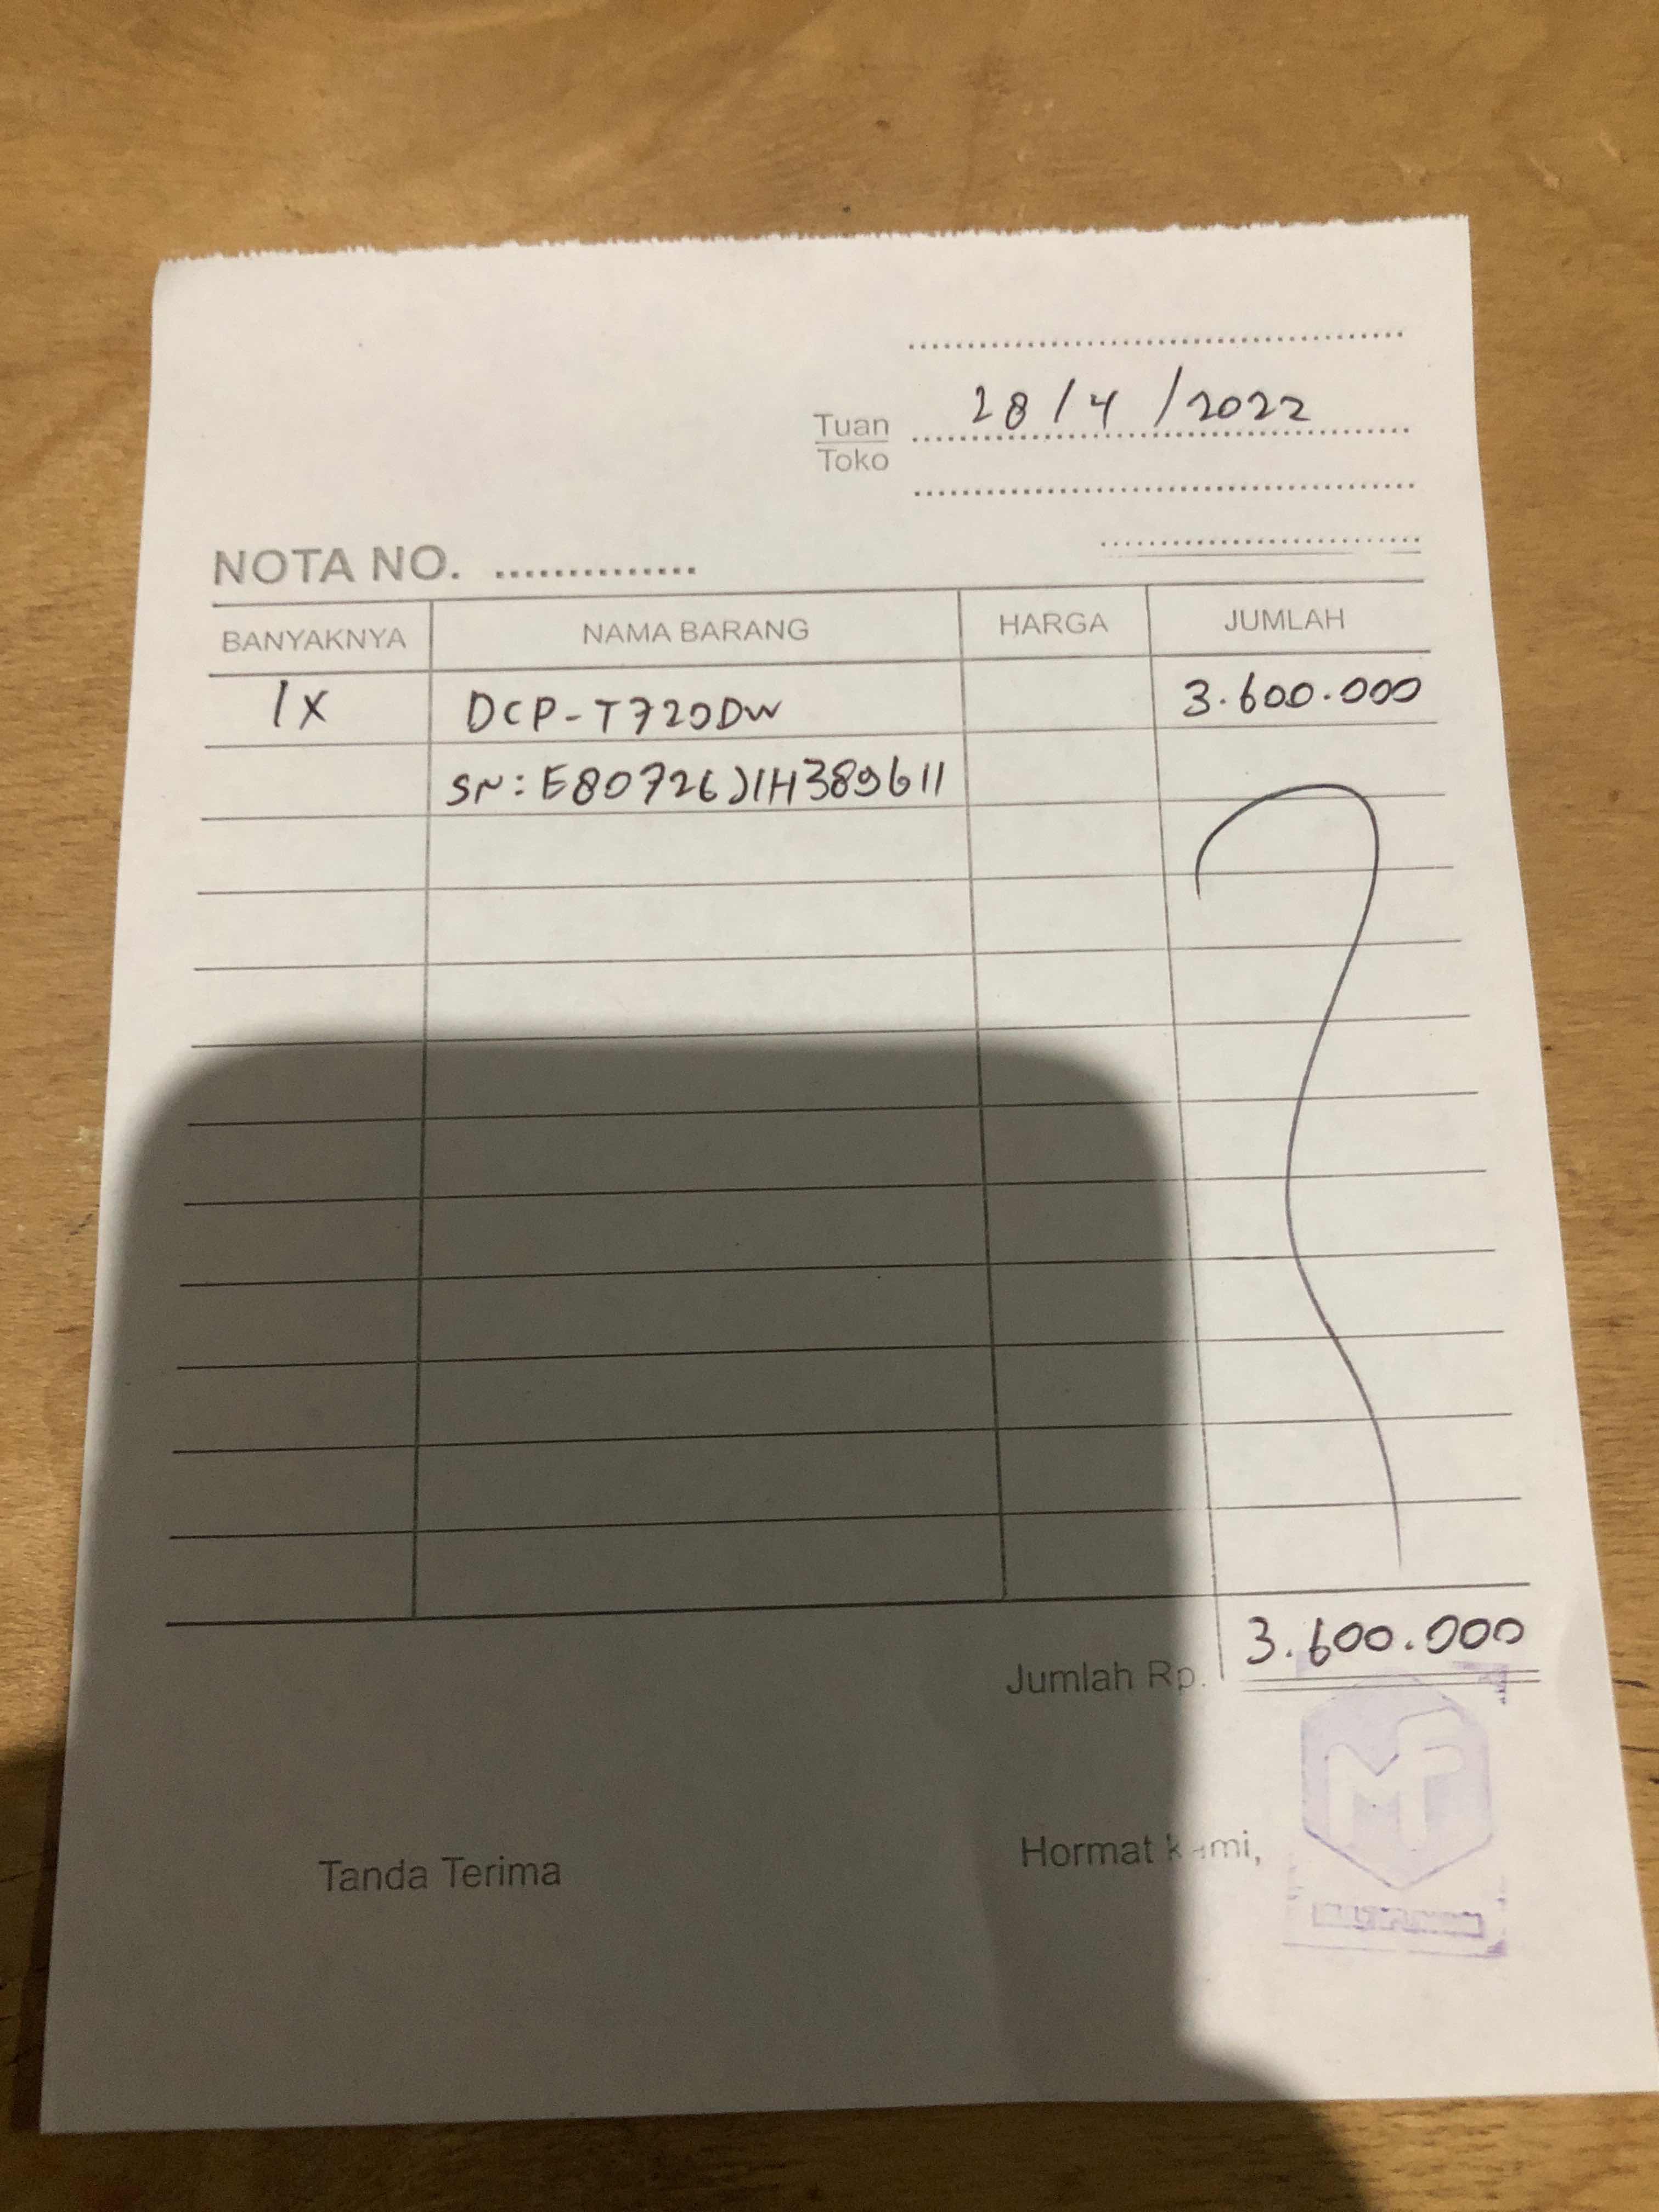 28/4/2022
Tuan
Toko
NOTA NO. ..............
BANYAKNYA NAMA BARANG HARGA JUMLAH
1x DCP-T720DW 3.600.000
SN: E80726J1H389611
Jumlah Rp. 3.600.000
Tanda Terima Hormat kami,
MP